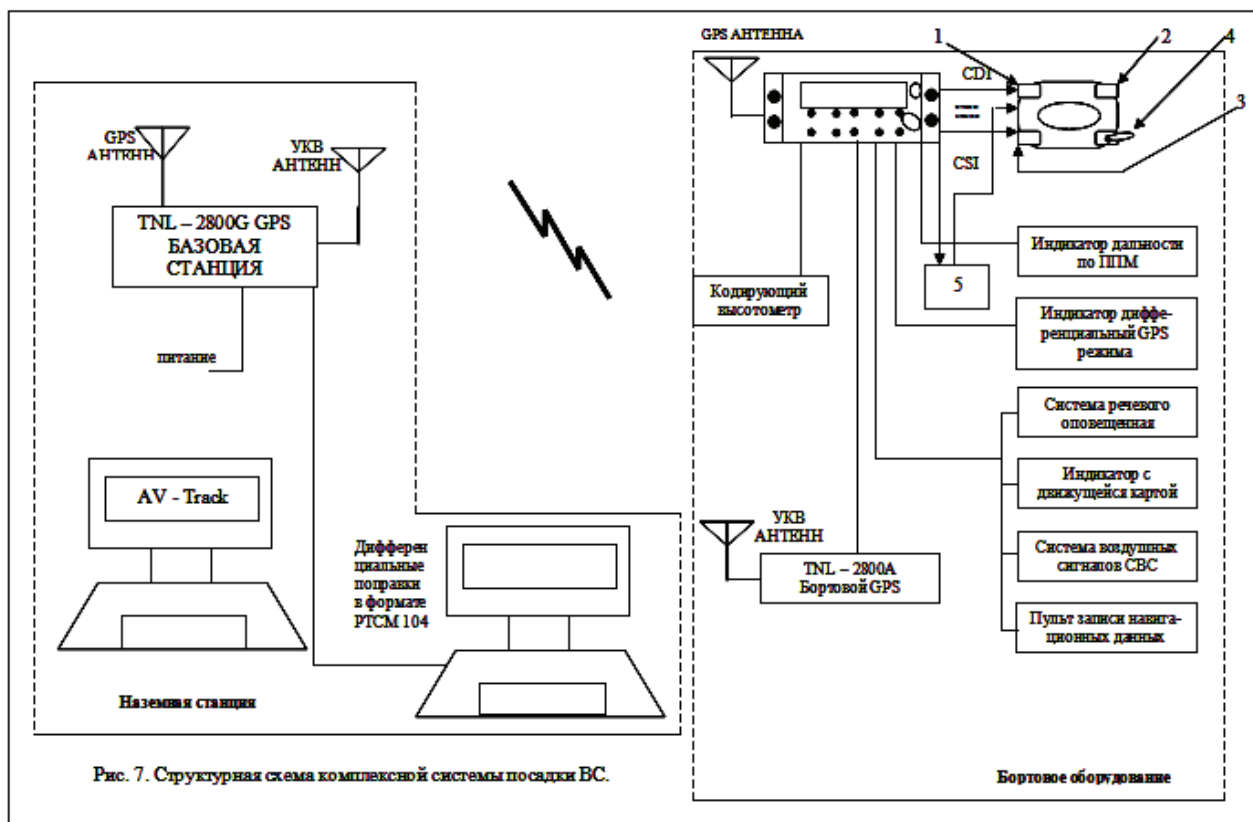 GPS
АНТЕНН
УКВ
АНТЕНН
TNL – 2800G GPS
БАЗОВАЯ
СТАНЦИЯ
питание
AV - Track
Дифферен
циальные
поправки
в формате
РТСМ 104
Наземная станция
Рис. 7. Структурная схема комплексной системы посадки ВС.
GPS АНТЕННА
CDI
CSI
1
2
4
3
5
Кодирующий
высотометр
Индикатор дальности
по ППМ
Индикатор диффе-
ренциальный GPS
режима
Система речевого
оповещенная
Индикатор с
движущейся картой
Система воздушных
сигналов СВС
Пульт записи навига-
ционных данных
УКВ
АНТЕНН
TNL – 2800A
Бортовой GPS
Бортовое оборудование